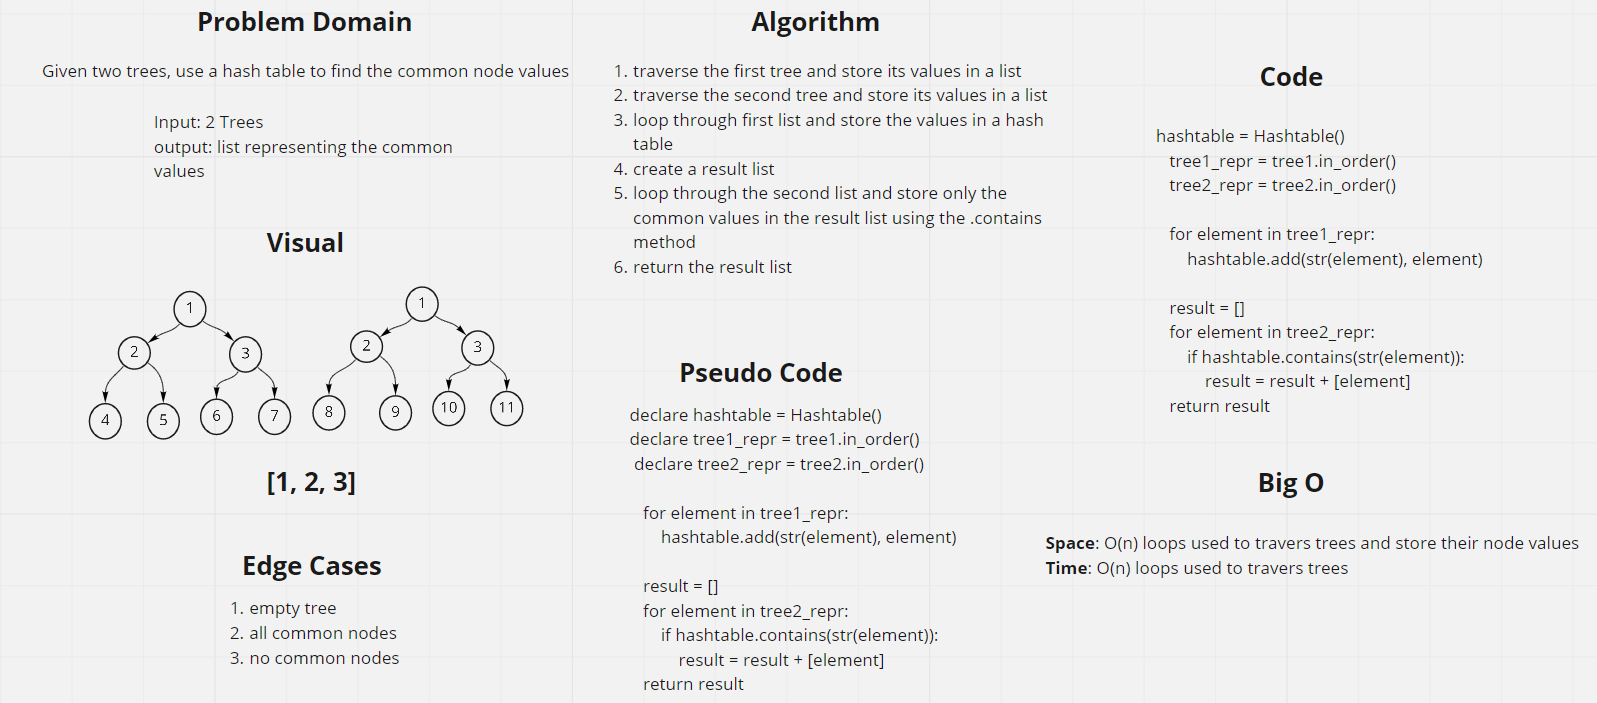 Problem Domain
Given two trees, use a hash table to find the common node values
Input: 2 Trees
output: list representing the common
values
Visual
1
2
3
4
5
6
7
1
2
3
8
9
10
11
[1, 2, 3]
Edge Cases
1. empty tree
2. all common nodes
3. no common nodes
Algorithm
1. traverse the first tree and store its values in a list
2. traverse the second tree and store its values in a list
3. loop through first list and store the values in a hash
table
4. create a result list
5. loop through the second list and store only the
common values in the result list using the .contains
method
6. return the result list
Pseudo Code
declare hashtable = Hashtable()
declare tree1_repr = tree1.in_order()
declare tree2_repr = tree2.in_order()
for element in tree1_repr:
hashtable.add(str(element), element)
result = []
for element in tree2_repr:
if hashtable.contains(str(element)):
result = result + [element]
return result
Code
hashtable = Hashtable()
tree1_repr = tree1.in_order()
tree2_repr = tree2.in_order()
for element in tree1_repr:
hashtable.add(str(element), element)
result = []
for element in tree2_repr:
if hashtable.contains(str(element)):
result = result + [element]
return result
Big O
Space: O(n) loops used to travers trees and store their node values
Time: O(n) loops used to travers trees